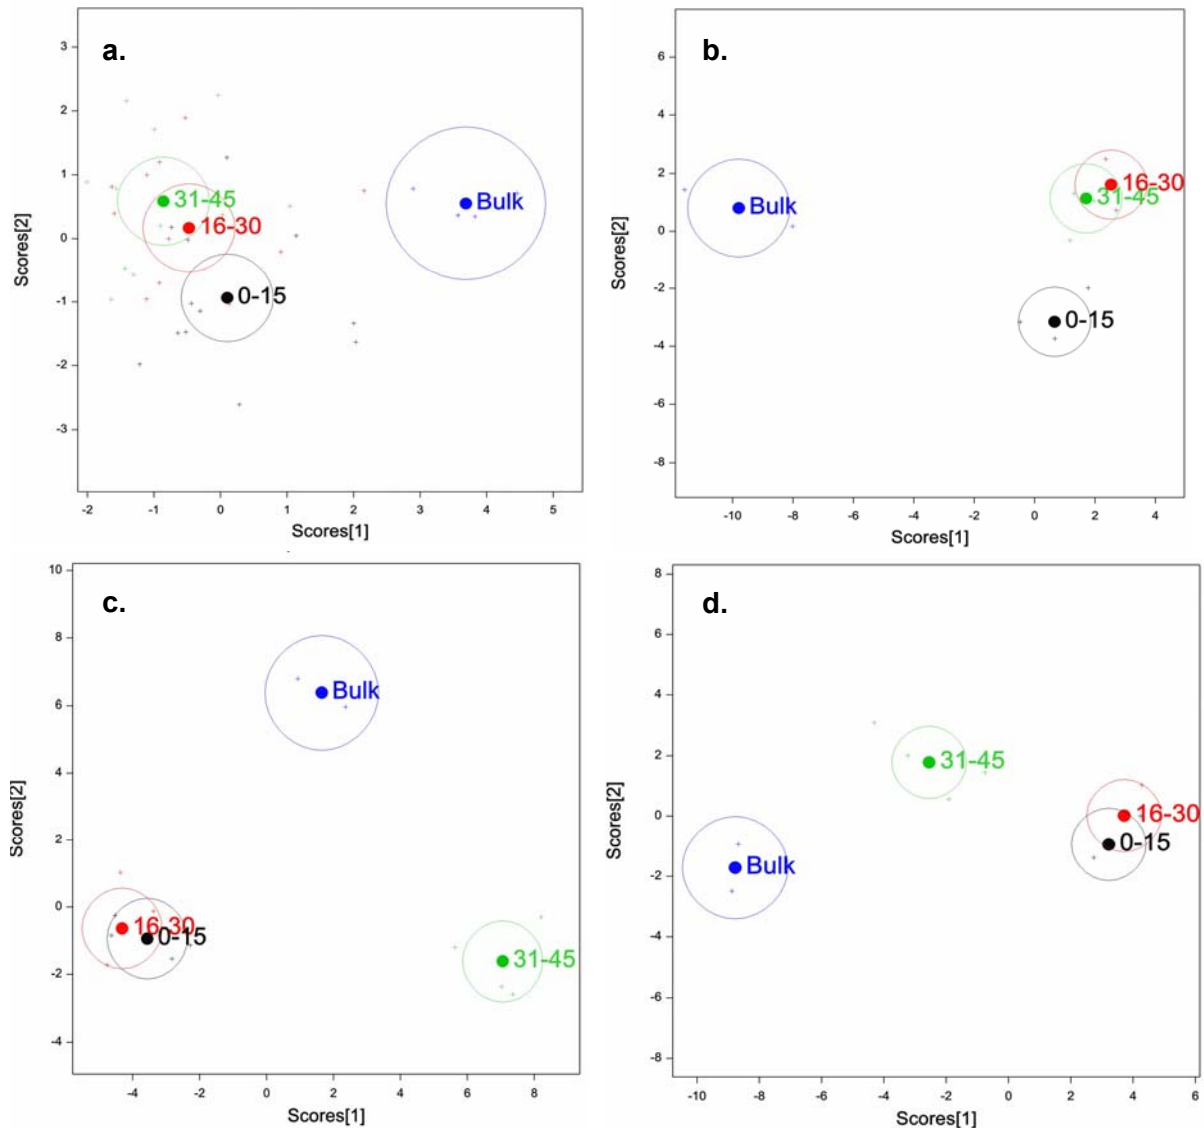 a.
3
2
1
0
-1
-2
-3
Scores[2]
31-45
16-30
0-15
Bulk
-2 -1 0 1 2 3 4 5
Scores[1]
b.
6
4
2
0
-2
-4
-6
-8
Scores[2]
Bulk
16-30
31-45
0-15
-10 -8 -6 -4 -2 0 2 4
Scores[1]
c.
10
8
6
4
2
0
-2
-4
Scores[2]
Bulk
16-30
0-15
31-45
-4 -2 0 2 4 6 8
Scores[1]
d.
8
6
4
2
0
-2
-4
-6
-8
Scores[2]
31-45
16-30
0-15
Bulk
-10 -8 -6 -4 -2 0 2 4 6
Scores[1]